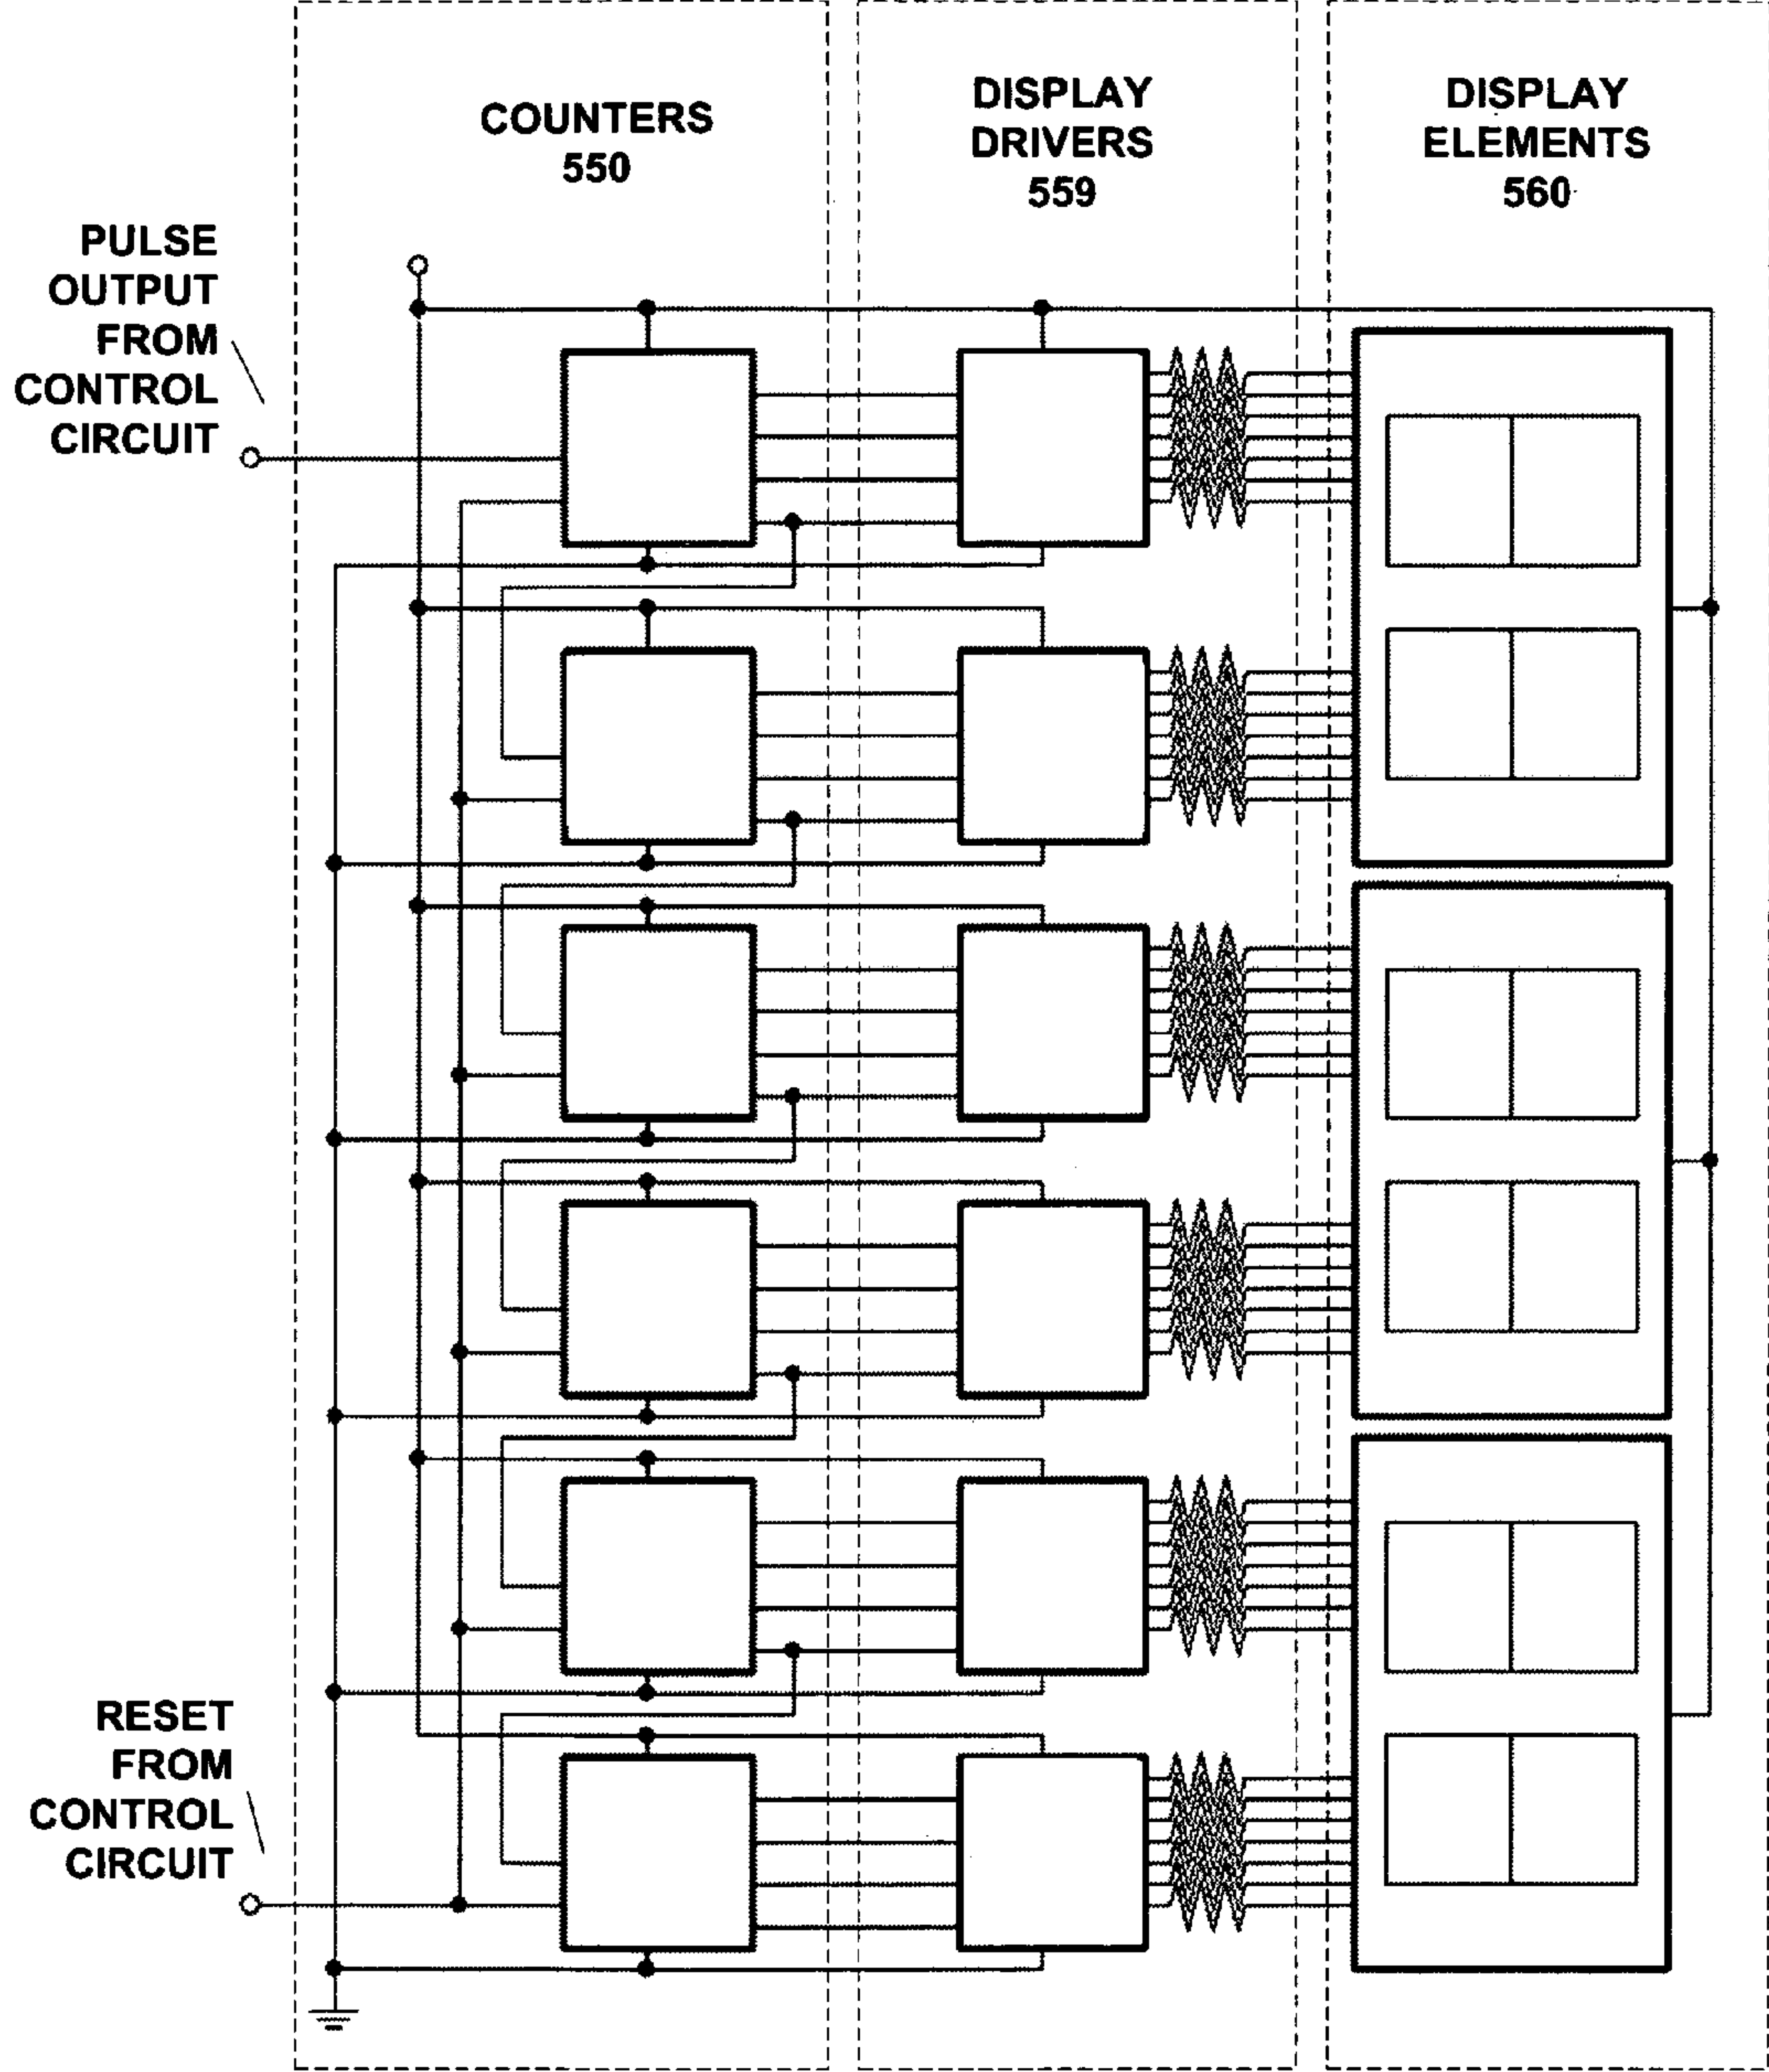 COUNTERS
550
DISPLAY
DRIVERS
559
DISPLAY
ELEMENTS
560
PULSE
OUTPUT
FROM
CONTROL
CIRCUIT
RESET
FROM
CONTROL
CIRCUIT